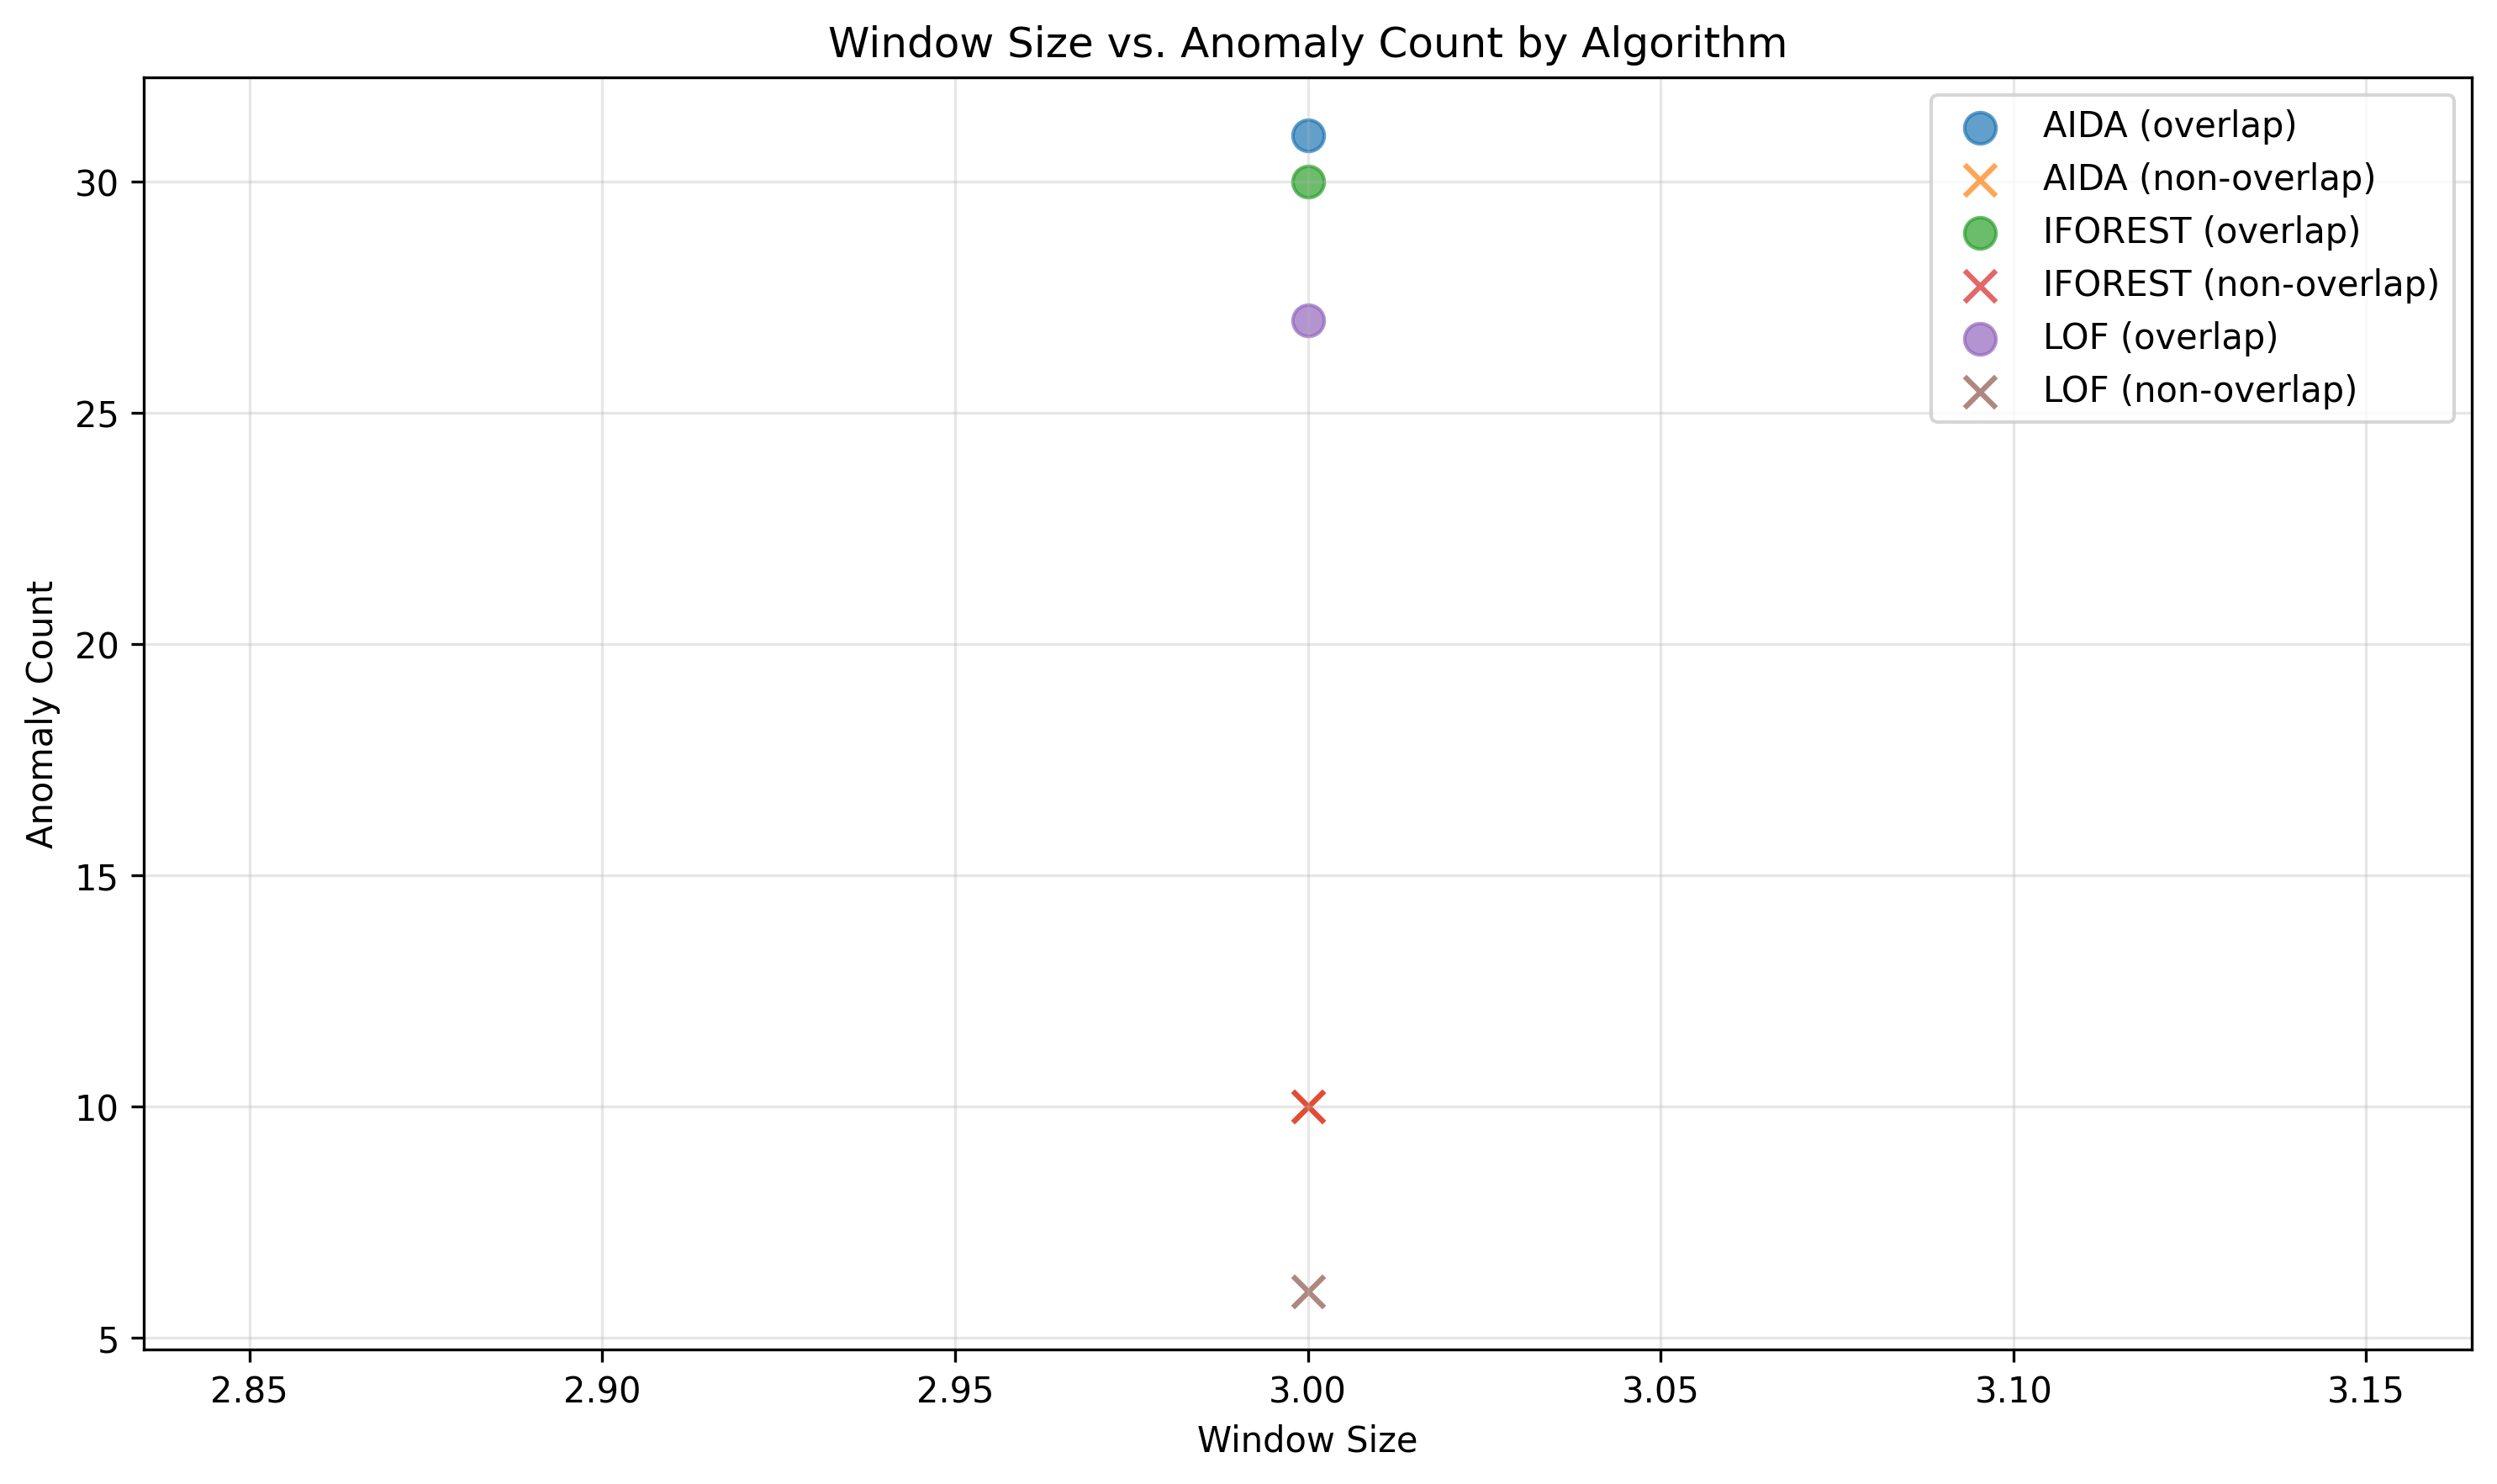 Window Size vs. Anomaly Count by Algorithm
AIDA (overlap)
AIDA (non-overlap)
IFOREST (overlap)
IFOREST (non-overlap)
LOF (overlap)
LOF (non-overlap)
Anomaly Count
30
25
20
15
10
5
2.85 2.90 2.95 3.00 3.05 3.10 3.15
Window Size